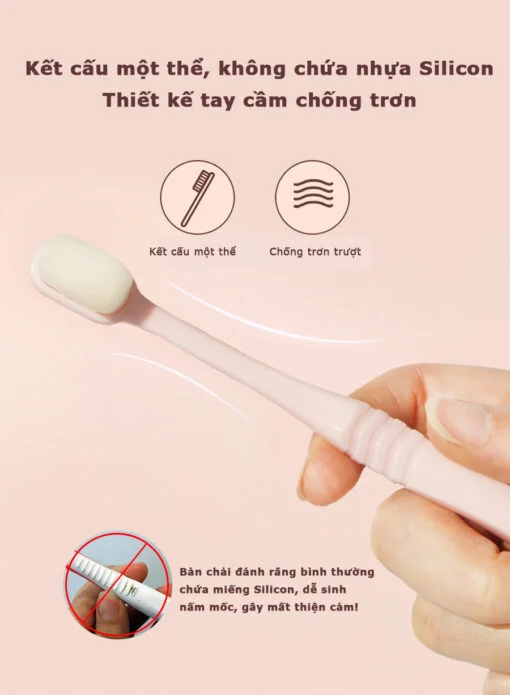 Kết cấu một thể, không chứa nhựa Silicon
Thiết kế tay cầm chống trơn
Kết cấu một thể
Chống trơn trượt
Bàn chải đánh răng bình thường
chứa miếng Silicon, dễ sinh
nấm mốc, gây mất thiện cảm!